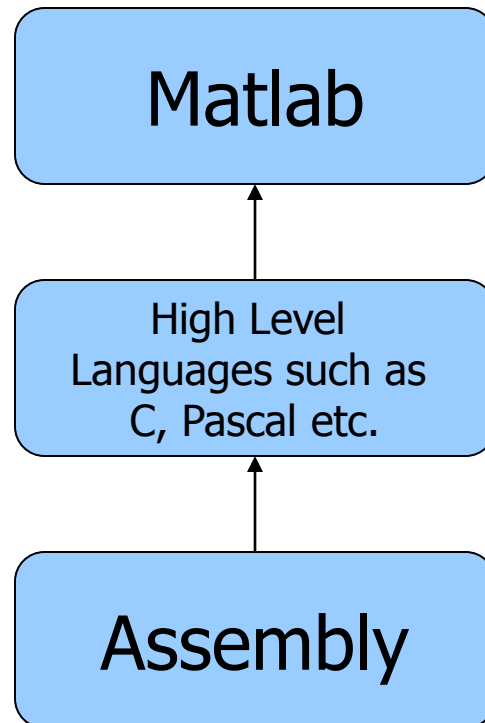 Matlab
High Level
Languages such as
C, Pascal etc.
Assembly